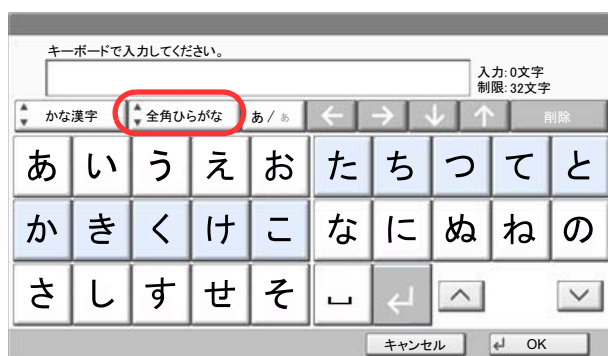 キーボードで入力してください。
入力: 0文字
制限: 32文字
かな漢字 全角ひらがな あ / ぁ ← → ↓ ↑ 削除
あ い う え お た ち つ て と
か き く け こ な に ぬ ね の
さ し す せ そ
キャンセル OK